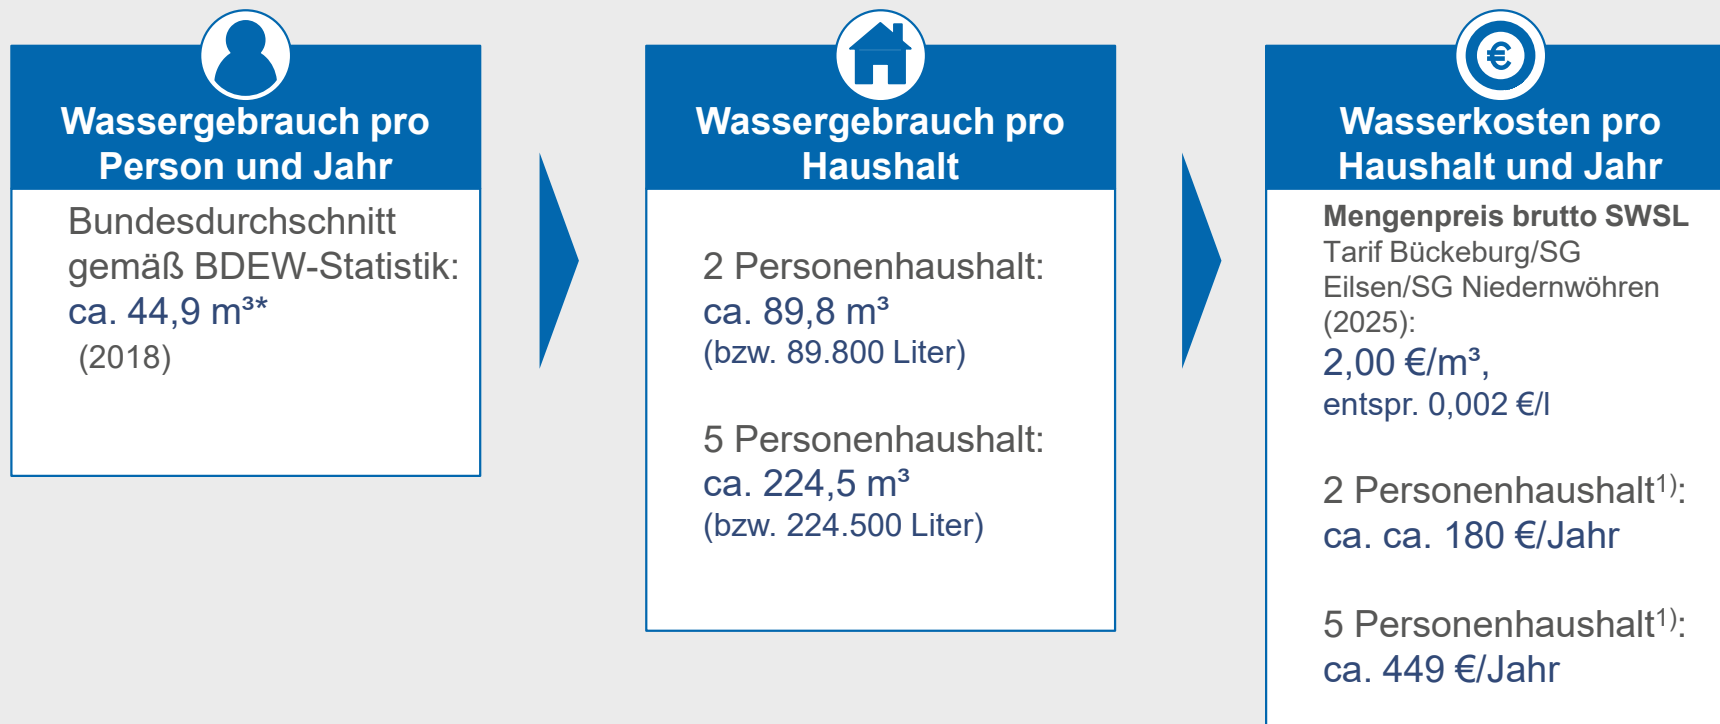 Wassergebrauch pro
Person und Jahr
Bundesdurchschnitt
gemäß BDEW-Statistik:
ca. 44,9 m³*
(2018)
Wassergebrauch pro
Haushalt
2 Personenhaushalt:
ca. 89,8 m³
(bzw. 89.800 Liter)
5 Personenhaushalt:
ca. 224,5 m³
(bzw. 224.500 Liter)
€
Wasserkosten pro
Haushalt und Jahr
Mengenpreis brutto SWSL
Tarif Bückeburg/SG
Eilsen/SG Niedernwöhren
(2025):
2,00 €/m³,
entspr. 0,002 €/l
2 Personenhaushalt¹⁾:
ca. ca. 180 €/Jahr
5 Personenhaushalt¹⁾:
ca. 449 €/Jahr